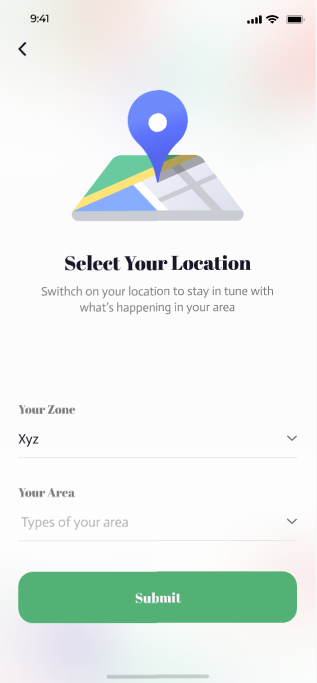 9:41
Select Your Location
Swithch on your location to stay in tune with
what's happening in your area
Your Zone
Xyz
Your Area
Types of your area
Submit